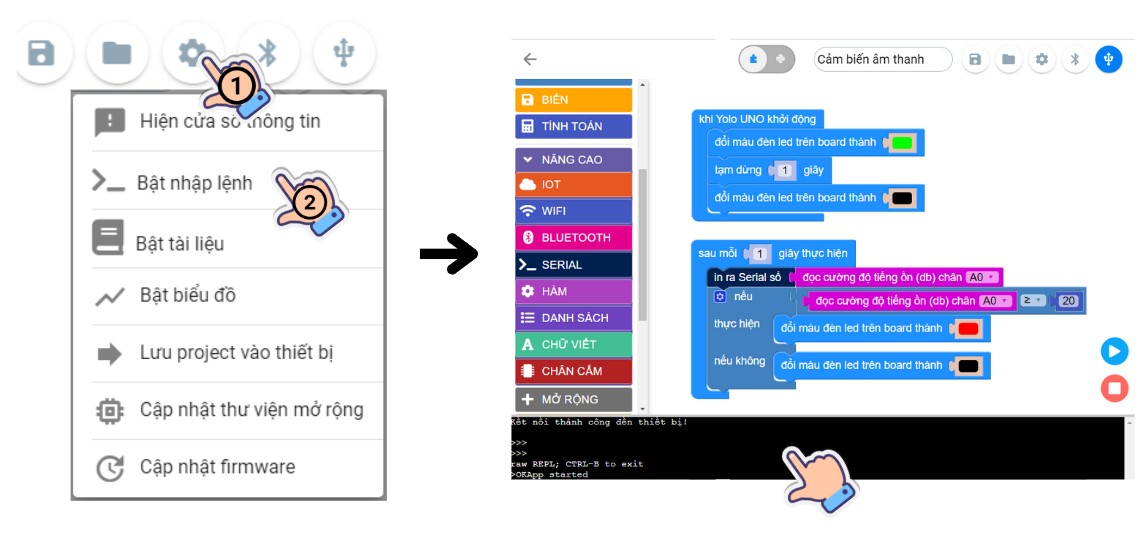 1
Hiện cửa sổ thông tin
Bật nhập lệnh
2
Bật tài liệu
Bật biểu đồ
Lưu project vào thiết bị
Cập nhật thư viện mở rộng
Cập nhật firmware
Cảm biến âm thanh
BIẾN
TÍNH TOÁN
NÂNG CAO
IOT
WIFI
BLUETOOTH
SERIAL
HÀM
DANH SÁCH
CHỮ VIẾT
CHÂN CẮM
MỞ RỘNG
khi Yolo UNO khởi động
đổi màu đèn led trên board thành
tạm dừng 1 giây
đổi màu đèn led trên board thành
sau mỗi 1 giây thực hiện
in ra Serial số đọc cường độ tiếng ồn (db) chân A0
nếu đọc cường độ tiếng ồn (db) chân A0 ≥ 20
thực hiện đổi màu đèn led trên board thành
nếu không đổi màu đèn led trên board thành
Kết nối thành công đến thiết bị!
>>>
>>>
raw REPL; CTRL-B to exit
>OKApp started